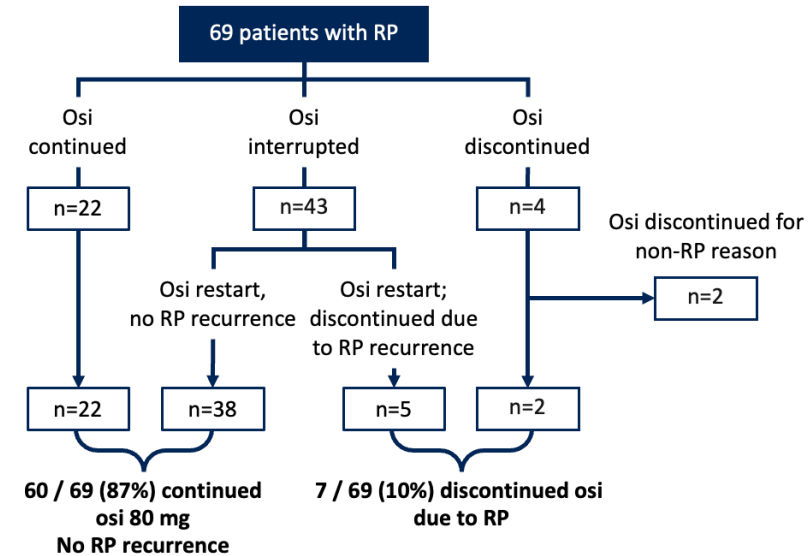 69 patients with RP
Osi
continued
Osi
interrupted
Osi
discontinued
n=22
n=43
n=4
Osi discontinued for
non-RP reason
n=2
Osi restart,
no RP recurrence
Osi restart;
discontinued due
to RP recurrence
n=22
n=38
n=5
n=2
60 / 69 (87%) continued
osi 80 mg
No RP recurrence
7 / 69 (10%) discontinued osi
due to RP